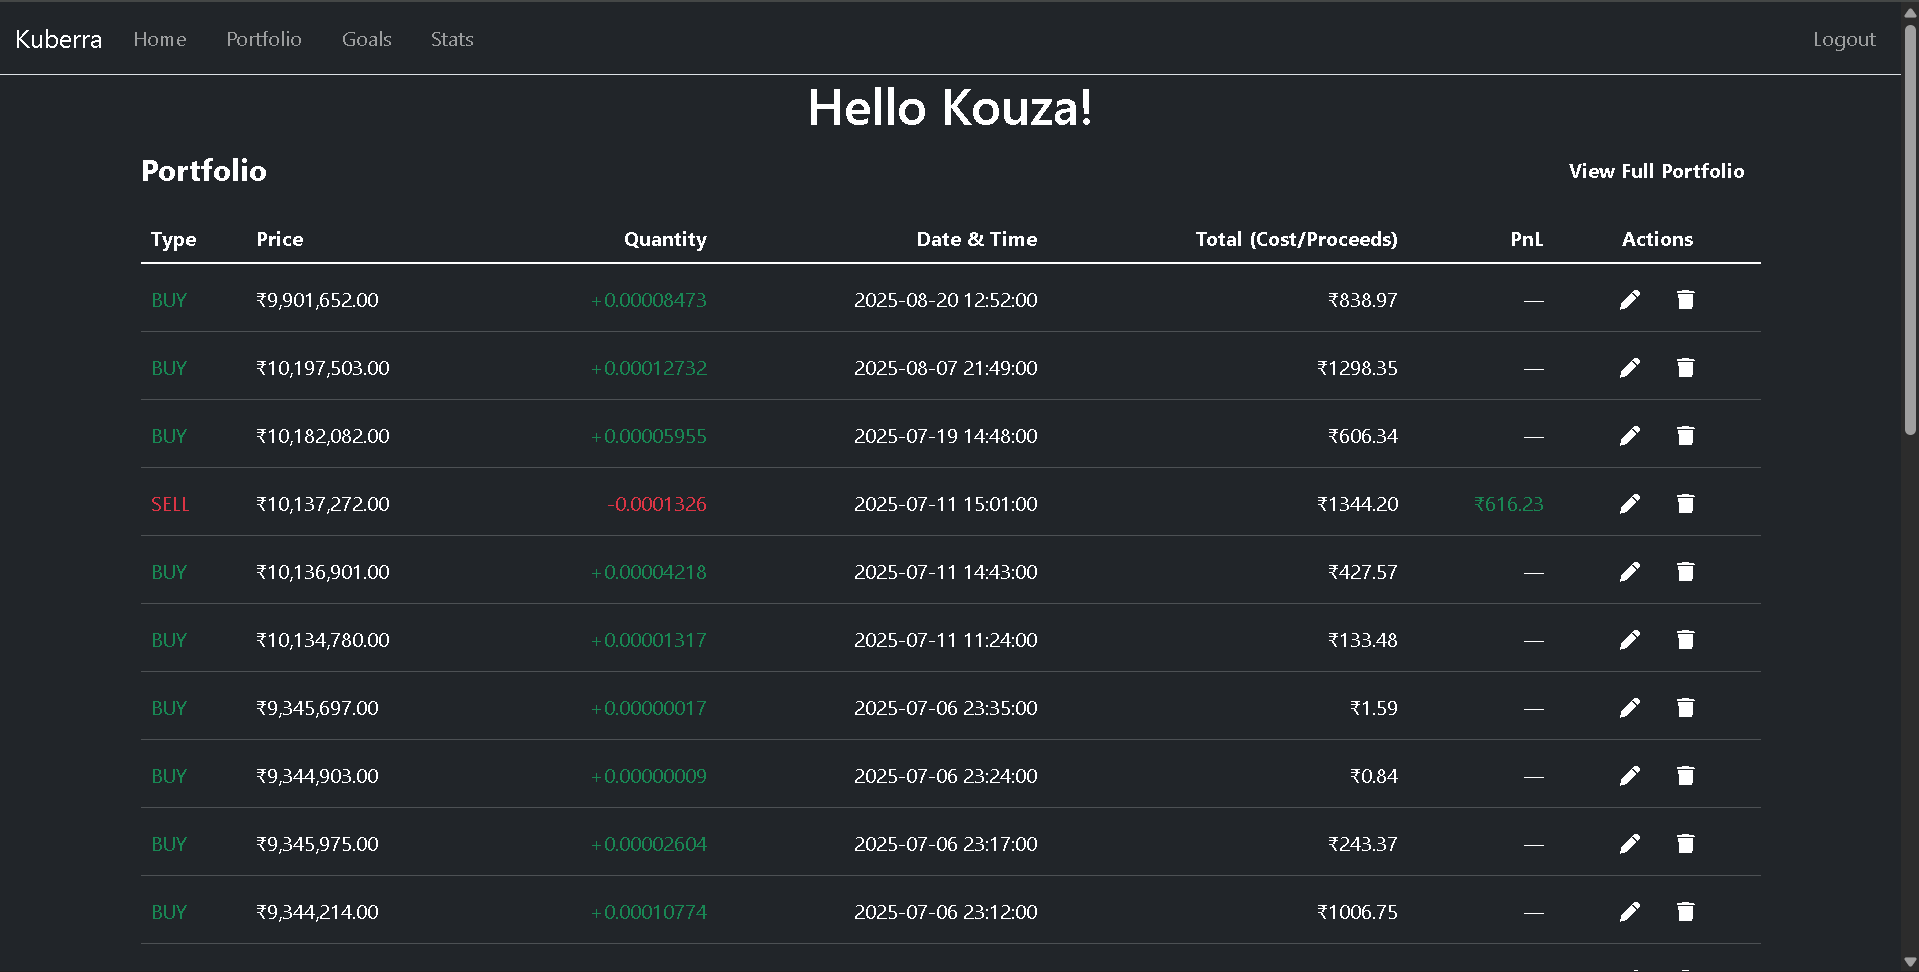 Kuberra Home Portfolio Goals Stats Logout
Hello Kouza!
Portfolio View Full Portfolio
Type Price Quantity Date & Time Total (Cost/Proceeds) PnL Actions
BUY ₹9,901,652.00 +0.00008473 2025-08-20 12:52:00 ₹838.97 —
BUY ₹10,197,503.00 +0.00012732 2025-08-07 21:49:00 ₹1298.35 —
BUY ₹10,182,082.00 +0.00005955 2025-07-19 14:48:00 ₹606.34 —
SELL ₹10,137,272.00 -0.0001326 2025-07-11 15:01:00 ₹1344.20 ₹616.23
BUY ₹10,136,901.00 +0.00004218 2025-07-11 14:43:00 ₹427.57 —
BUY ₹10,134,780.00 +0.00001317 2025-07-11 11:24:00 ₹133.48 —
BUY ₹9,345,697.00 +0.00000017 2025-07-06 23:35:00 ₹1.59 —
BUY ₹9,344,903.00 +0.00000009 2025-07-06 23:24:00 ₹0.84 —
BUY ₹9,345,975.00 +0.00002604 2025-07-06 23:17:00 ₹243.37 —
BUY ₹9,344,214.00 +0.00010774 2025-07-06 23:12:00 ₹1006.75 —